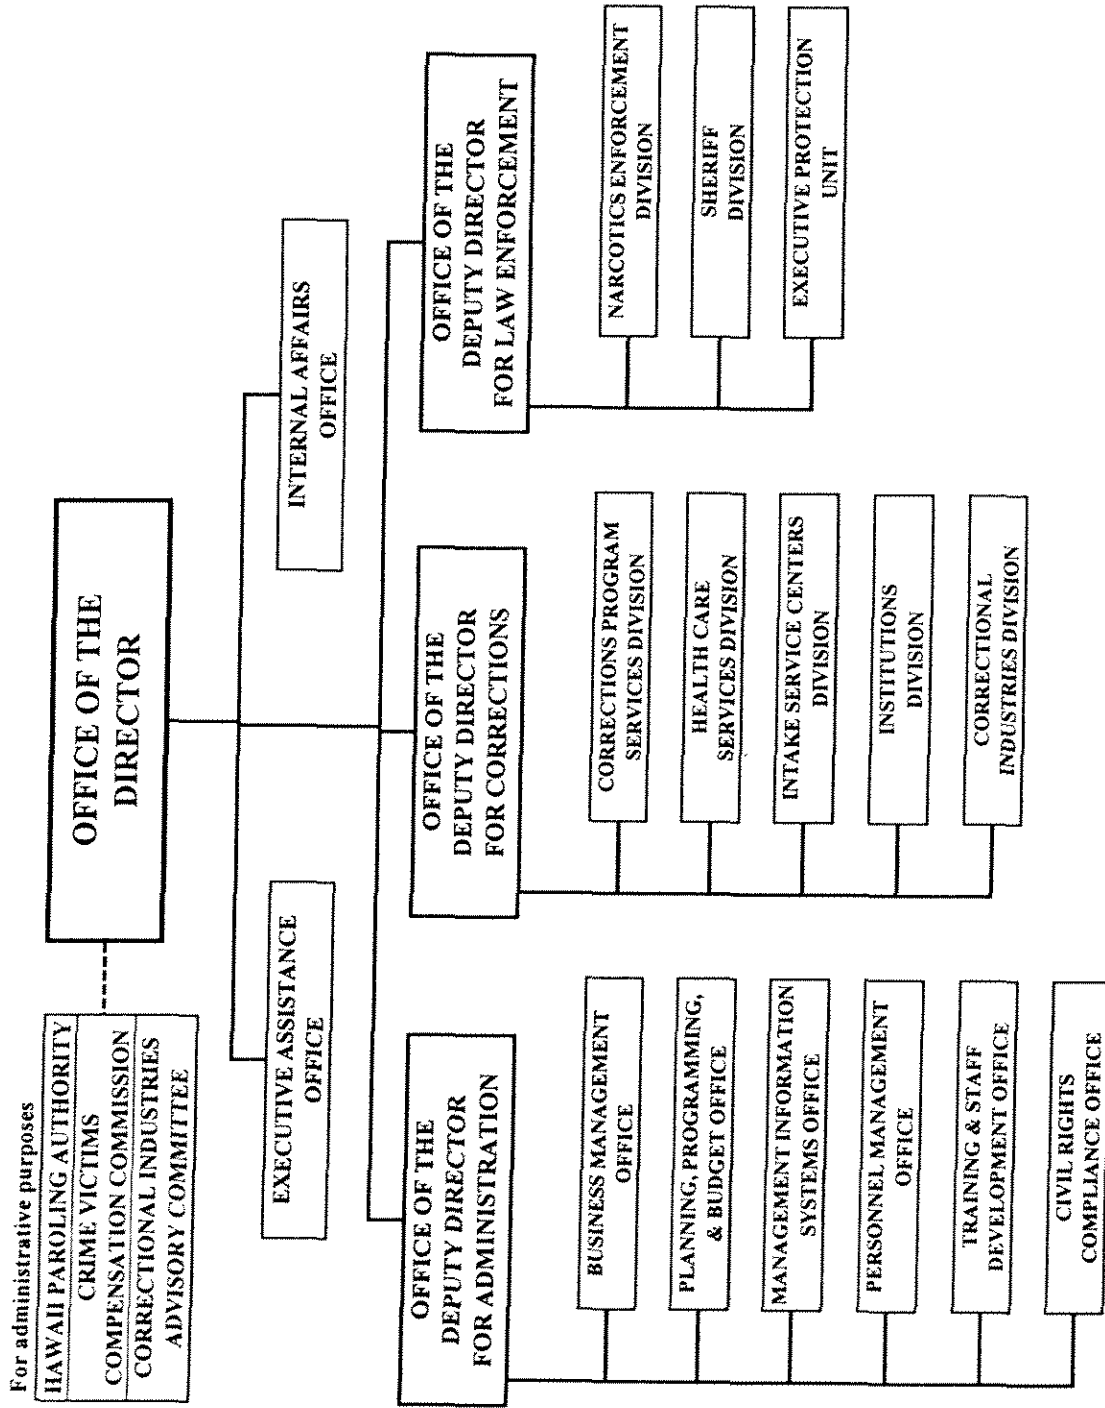 For administrative purposes
HAWAII PAROLING AUTHORITY
CRIME VICTIMS
COMPENSATION COMMISSION
CORRECTIONAL INDUSTRIES
ADVISORY COMMITTEE
OFFICE OF THE
DIRECTOR
EXECUTIVE ASSISTANCE
OFFICE
INTERNAL AFFAIRS
OFFICE
OFFICE OF THE
DEPUTY DIRECTOR
FOR ADMINISTRATION
BUSINESS MANAGEMENT
OFFICE
PLANNING, PROGRAMMING,
& BUDGET OFFICE
MANAGEMENT INFORMATION
SYSTEMS OFFICE
PERSONNEL MANAGEMENT
OFFICE
TRAINING & STAFF
DEVELOPMENT OFFICE
CIVIL RIGHTS
COMPLIANCE OFFICE
OFFICE OF THE
DEPUTY DIRECTOR
FOR CORRECTIONS
CORRECTIONS PROGRAM
SERVICES DIVISION
HEALTH CARE
SERVICES DIVISION
INTAKE SERVICE CENTERS
DIVISION
INSTITUTIONS
DIVISION
CORRECTIONAL
INDUSTRIES DIVISION
OFFICE OF THE
DEPUTY DIRECTOR
FOR LAW ENFORCEMENT
NARCOTICS ENFORCEMENT
DIVISION
SHERIFF
DIVISION
EXECUTIVE PROTECTION
UNIT